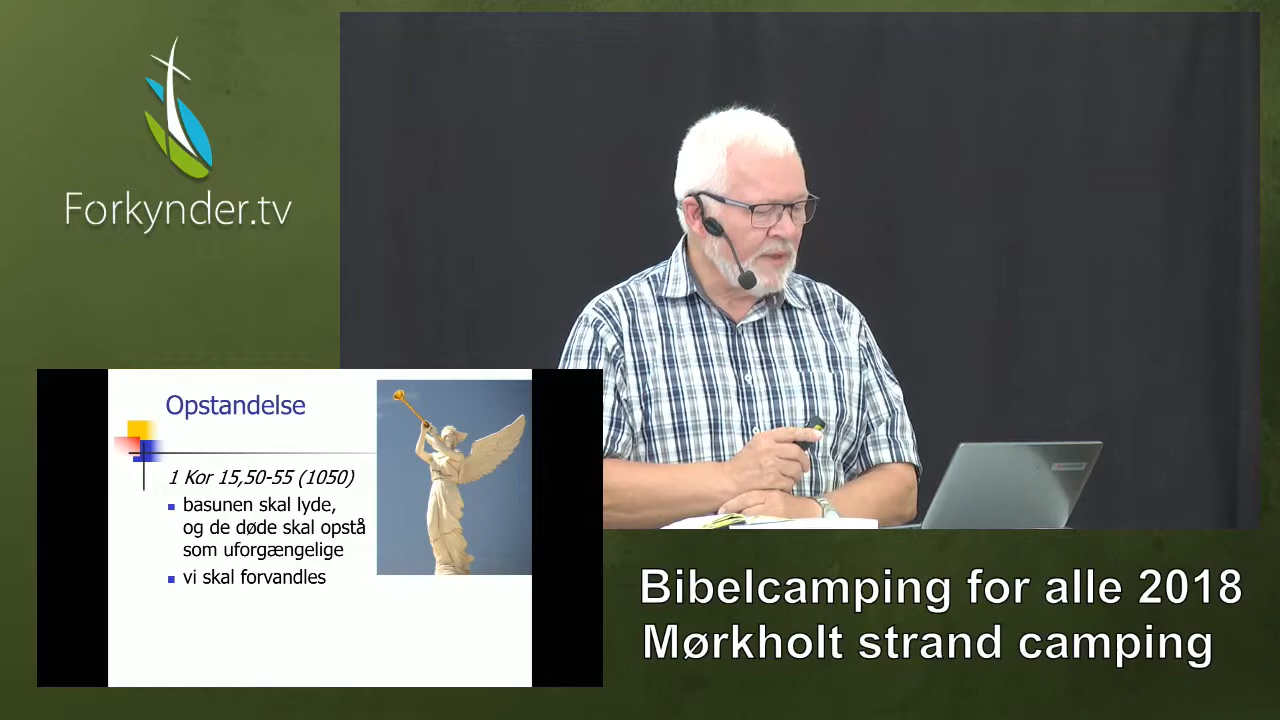 Forkynder.tv
Opstandelse
1 Kor 15,50-55 (1050)
basunen skal lyde,
og de døde skal opstå
som uforgængelige
vi skal forvandles
Bibelcamping for alle 2018
Mørkholt strand camping